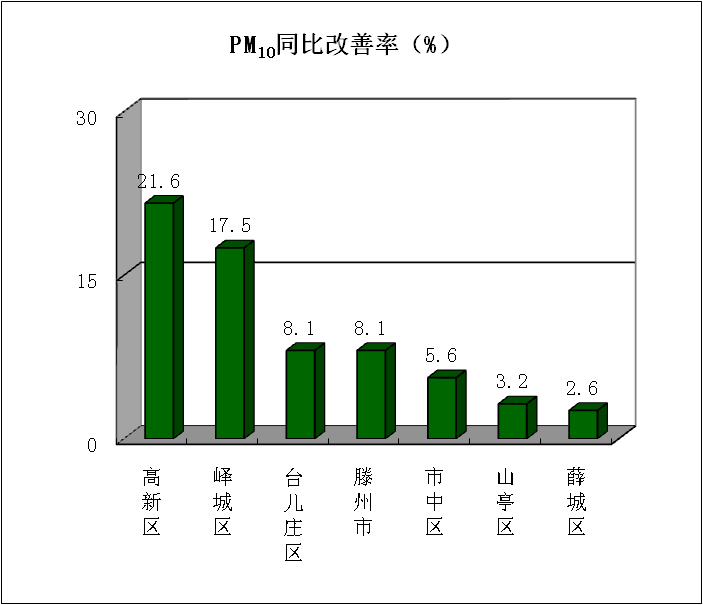 PM10同比改善率（%）
30
15
0
21.6
17.5
8.1
8.1
5.6
3.2
2.6
高新区
峄城区
台儿庄区
滕州市
市中区
山亭区
薛城区